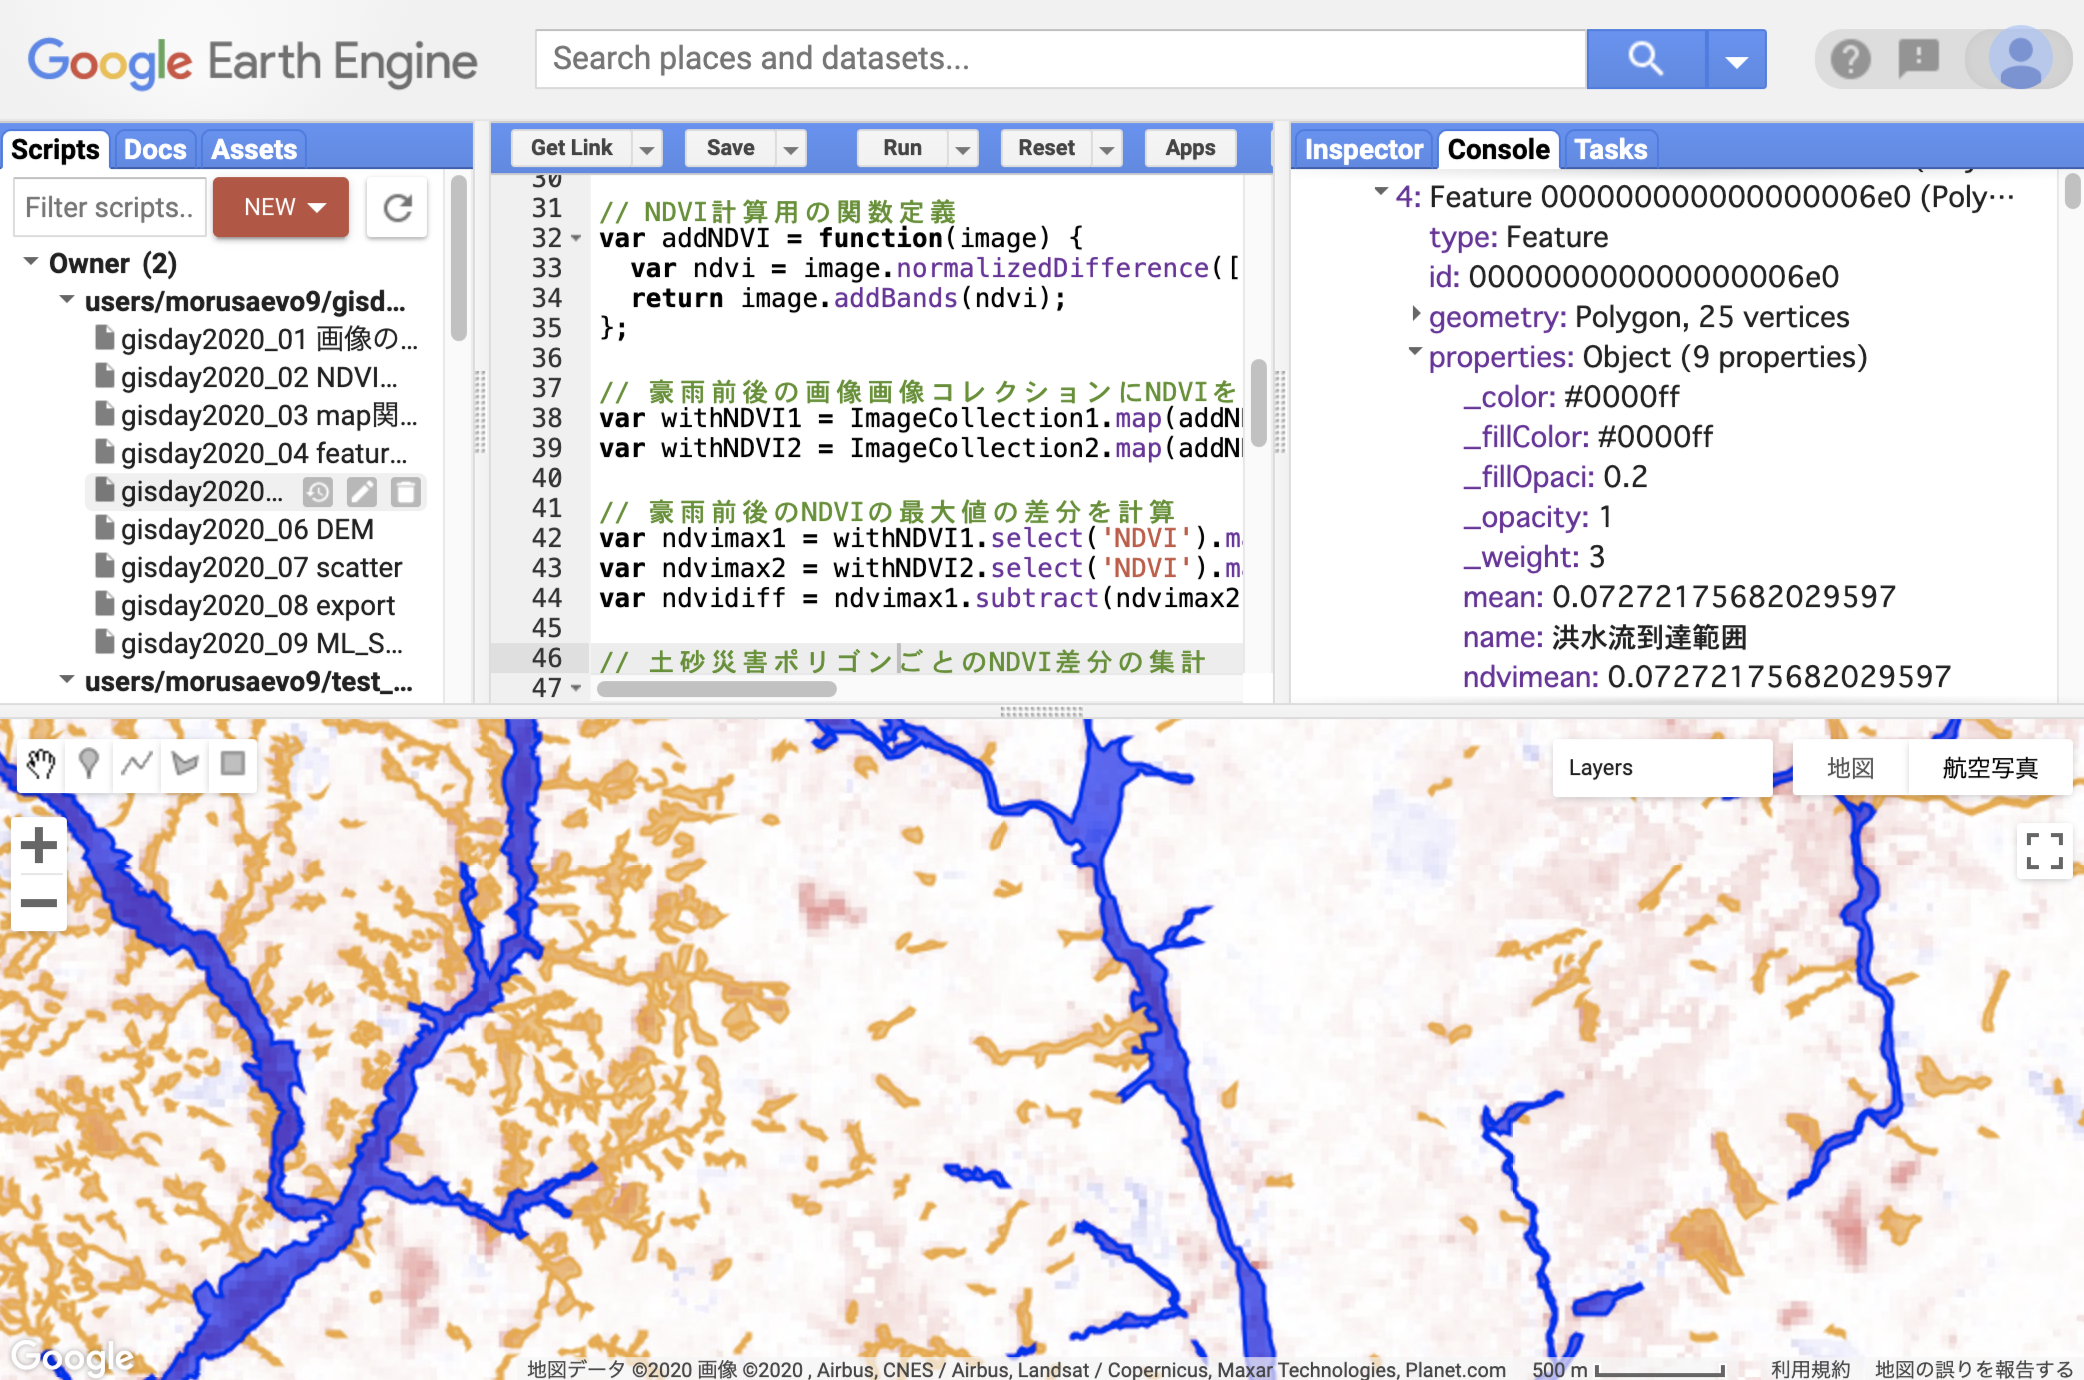 Google Earth Engine
Search places and datasets...
Scripts Docs Assets
Get Link Save Run Reset Apps
Inspector Console Tasks
Filter scripts..
NEW
Owner (2)
users/morusaevo9/gisd...
gisday2020_01 画像の...
gisday2020_02 NDVI...
gisday2020_03 map関...
gisday2020_04 featur...
gisday2020...
gisday2020_06 DEM
gisday2020_07 scatter
gisday2020_08 export
gisday2020_09 ML_S...
users/morusaevo9/test_...
30
31 // NDVI計算用の関数定義
32 var addNDVI = function(image) {
33 var ndvi = image.normalizedDifference([
34 return image.addBands(ndvi);
35 };
36
37 // 豪雨前後の画像画像コレクションにNDVIを
38 var withNDVI1 = ImageCollection1.map(addN
39 var withNDVI2 = ImageCollection2.map(addN
40
41 // 豪雨前後のNDVIの最大値の差分を計算
42 var ndvimax1 = withNDVI1.select('NDVI').m
43 var ndvimax2 = withNDVI2.select('NDVI').m
44 var ndvidiff = ndvimax1.subtract(ndvimax2
45
46 // 土砂災害ポリゴンごとのNDVI差分の集計
47
4: Feature 000000000000000006e0 (Poly…
type: Feature
id: 000000000000000006e0
geometry: Polygon, 25 vertices
properties: Object (9 properties)
_color: #0000ff
_fillColor: #0000ff
_fillOpaci: 0.2
_opacity: 1
_weight: 3
mean: 0.07272175682029597
name: 洪水流到達範囲
ndvimean: 0.07272175682029597
Layers
地図 航空写真
Google
地図データ ©2020 画像 ©2020 , Airbus, CNES / Airbus, Landsat / Copernicus, Maxar Technologies, Planet.com 500 m 利用規約 地図の誤りを報告する